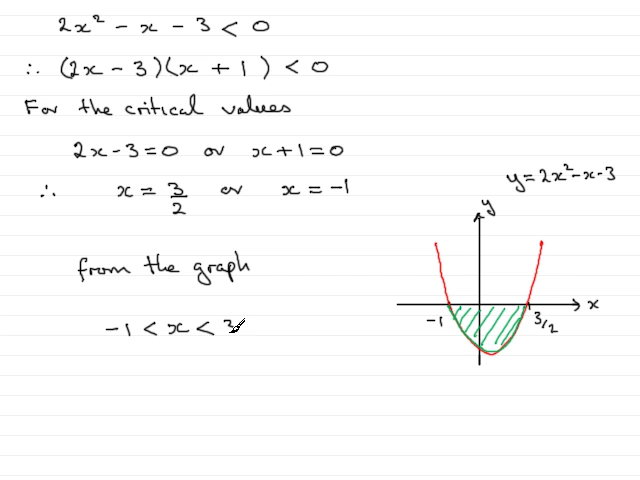 2x² - x - 3 < 0
∴ (2x - 3)(x + 1) < 0
For the critical values
2x - 3 = 0 or x + 1 = 0
∴ x = 3/2 or x = -1
y = 2x² - x - 3
y
from the graph
x
-1 3/2
-1 < x < 3